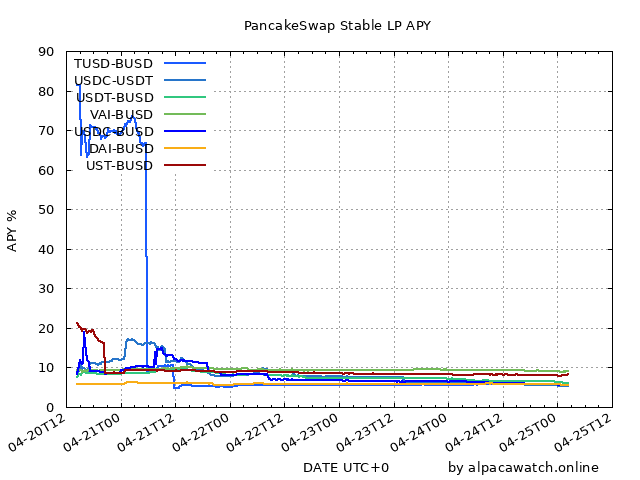 PancakeSwap Stable LP APY
90
80
70
60
50
40
30
20
10
0
APY %
TUSD-BUSD
USDC-USDT
USDT-BUSD
VAI-BUSD
USDC-BUSD
DAI-BUSD
UST-BUSD
04-20T12
04-21T00
04-21T12
04-22T00
04-22T12
04-23T00
04-23T12
04-24T00
04-24T12
04-25T00
04-25T12
DATE UTC+0
by alpacawatch.online